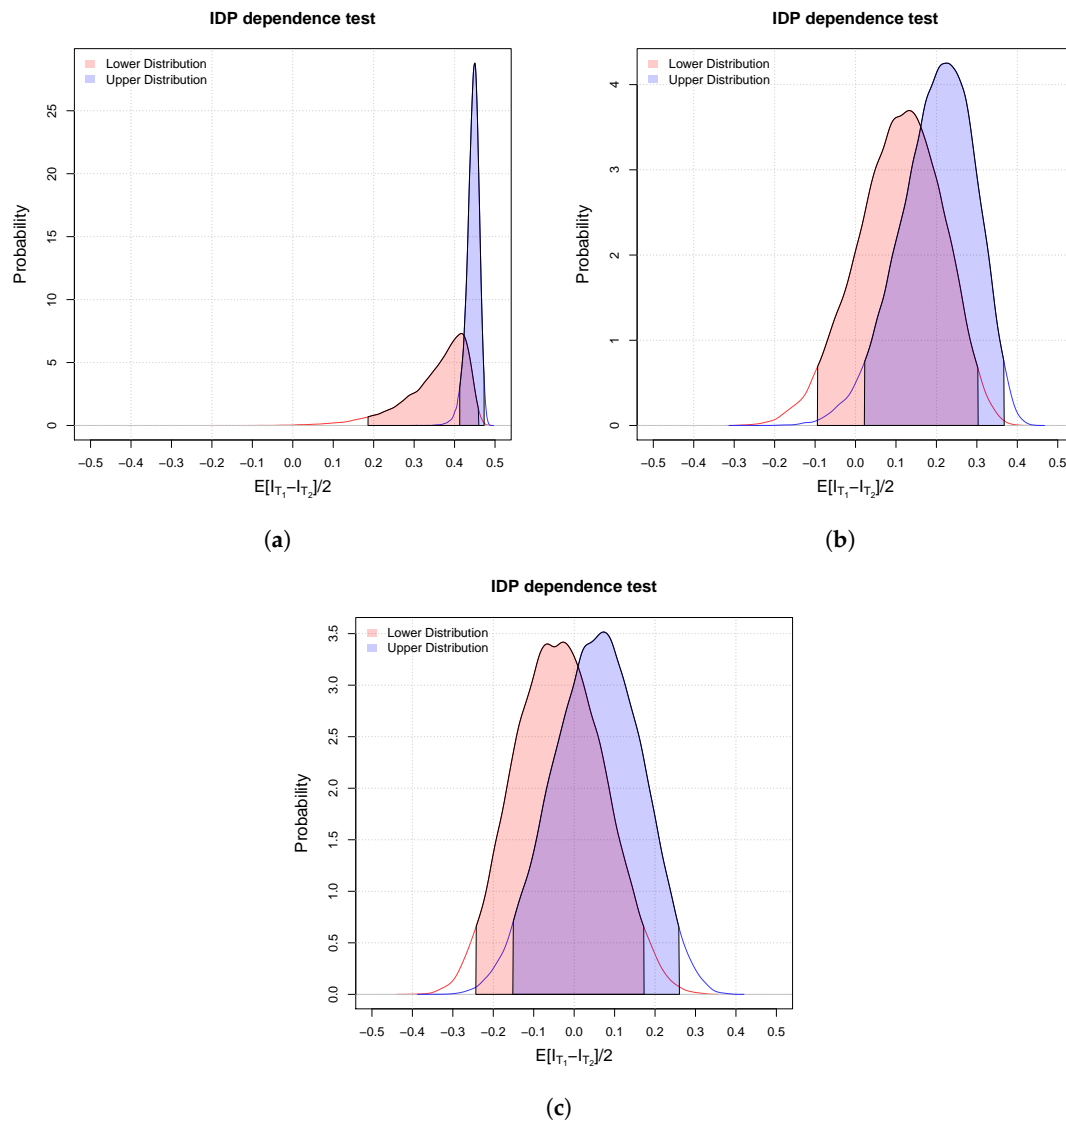 IDP dependence test
Lower Distribution
Upper Distribution
Probability
0 5 10 15 20 25
−0.5 −0.4 −0.3 −0.2 −0.1 0.0 0.1 0.2 0.3 0.4 0.5
E[I_{T_1}−I_{T_2}]/2
(a)
IDP dependence test
Lower Distribution
Upper Distribution
Probability
0 1 2 3 4
−0.5 −0.4 −0.3 −0.2 −0.1 0.0 0.1 0.2 0.3 0.4 0.5
E[I_{T_1}−I_{T_2}]/2
(b)
IDP dependence test
Lower Distribution
Upper Distribution
Probability
0.0 0.5 1.0 1.5 2.0 2.5 3.0 3.5
−0.5 −0.4 −0.3 −0.2 −0.1 0.0 0.1 0.2 0.3 0.4 0.5
E[I_{T_1}−I_{T_2}]/2
(c)